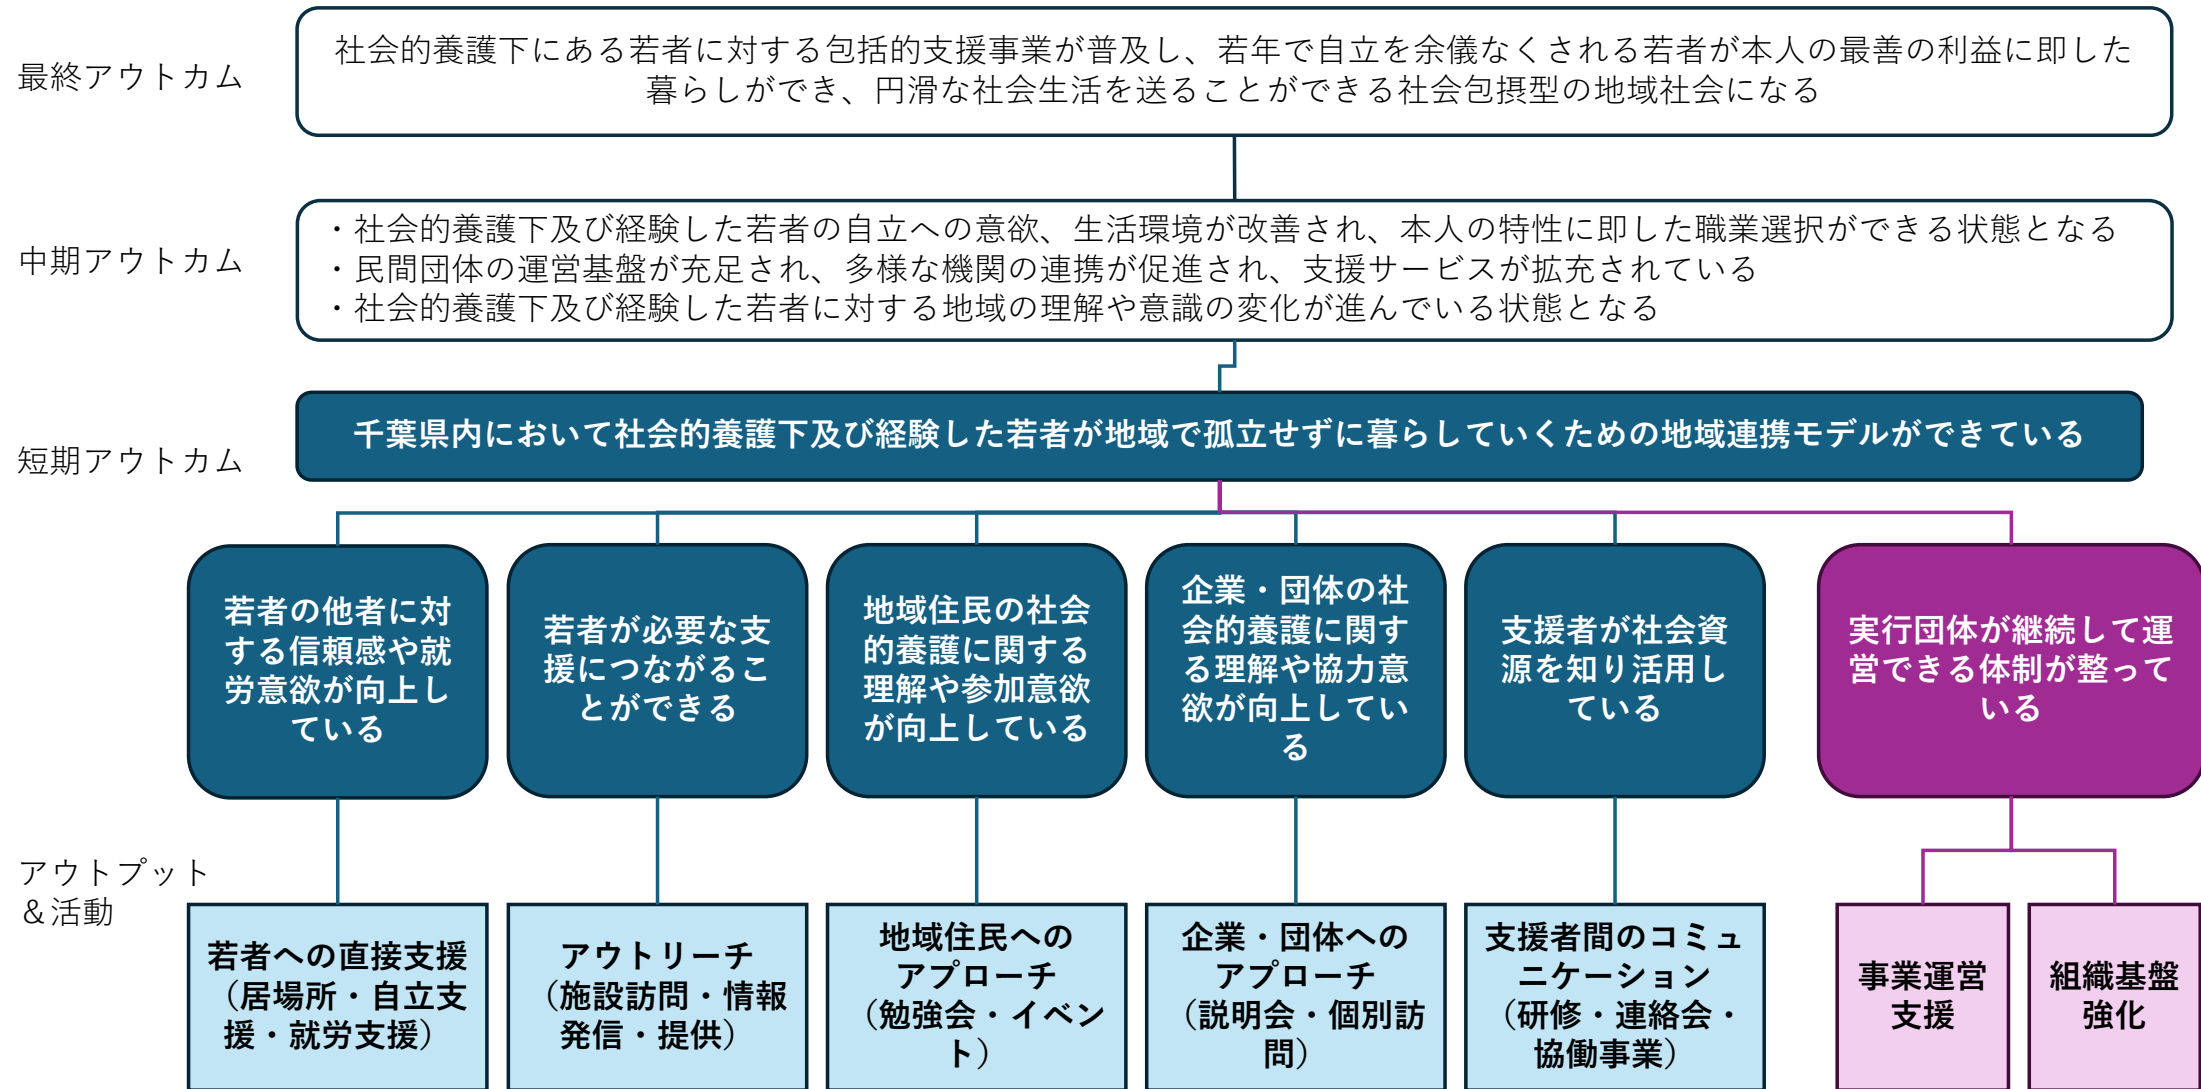 最終アウトカム
社会的養護下にある若者に対する包括的支援事業が普及し、若年で自立を余儀なくされる若者が本人の最善の利益に即した
暮らしができ、円滑な社会生活を送ることができる社会包摂型の地域社会になる
中期アウトカム
・社会的養護下及び経験した若者の自立への意欲、生活環境が改善され、本人の特性に即した職業選択ができる状態となる
・民間団体の運営基盤が充足され、多様な機関の連携が促進され、支援サービスが拡充されている
・社会的養護下及び経験した若者に対する地域の理解や意識の変化が進んでいる状態となる
短期アウトカム
千葉県内において社会的養護下及び経験した若者が地域で孤立せずに暮らしていくための地域連携モデルができている
若者の他者に対
する信頼感や就
労意欲が向上し
ている
若者が必要な支
援につながるこ
とができる
地域住民の社会
的養護に関する
理解や参加意欲
が向上している
企業・団体の社
会的養護に関す
る理解や協力意
欲が向上してい
る
支援者が社会資
源を知り活用し
ている
実行団体が継続して運
営できる体制が整って
いる
アウトプット
＆活動
若者への直接支援
（居場所・自立支
援・就労支援）
アウトリーチ
（施設訪問・情報
発信・提供）
地域住民への
アプローチ
（勉強会・イベン
ト）
企業・団体への
アプローチ
（説明会・個別訪
問）
支援者間のコミュ
ニケーション
（研修・連絡会・
協働事業）
事業運営
支援
組織基盤
強化